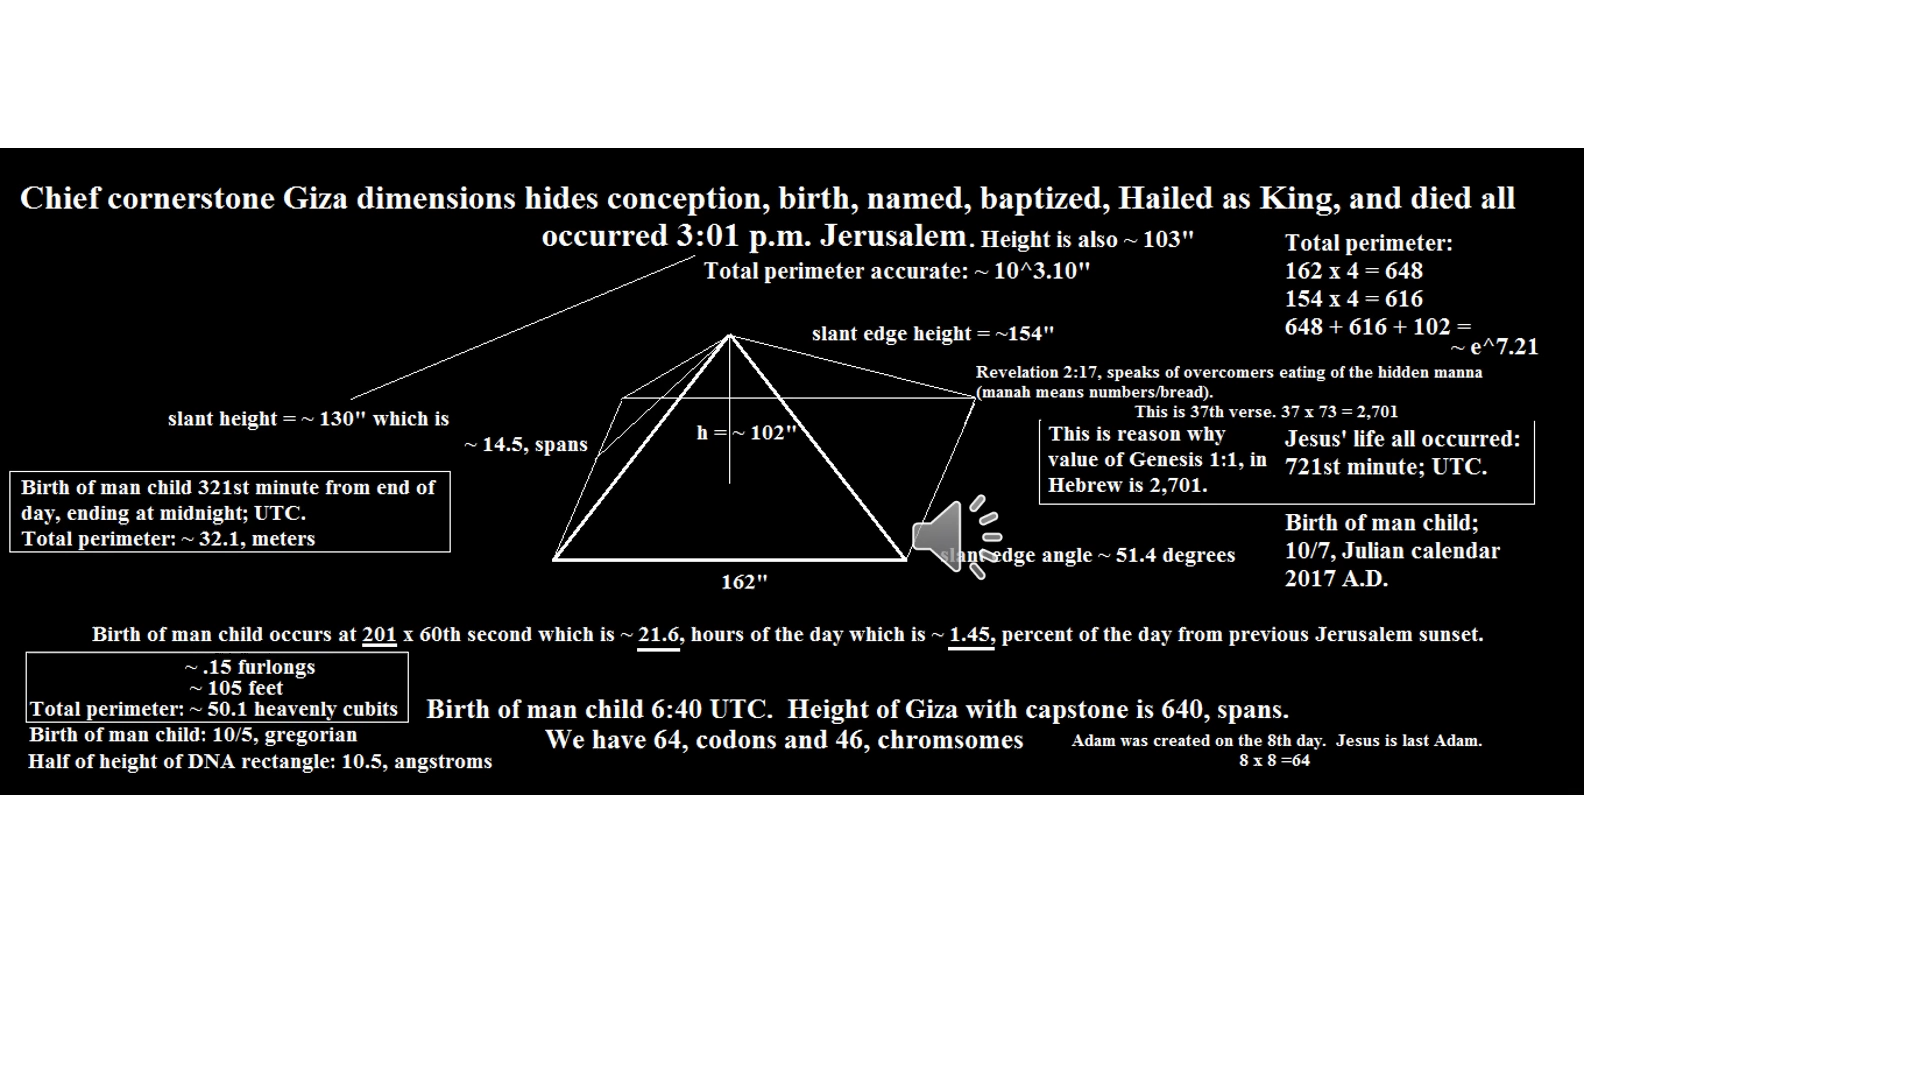 Chief cornerstone Giza dimensions hides conception, birth, named, baptized, Hailed as King, and died all
occurred 3:01 p.m. Jerusalem. Height is also ~ 103"
Total perimeter accurate: ~ 10^3.10"
Total perimeter:
162 x 4 = 648
154 x 4 = 616
648 + 616 + 102 =
~ e^7.21
slant edge height = ~154"
Revelation 2:17, speaks of overcomers eating of the hidden manna
(manah means numbers/bread).
This is 37th verse. 37 x 73 = 2,701
slant height = ~ 130" which is
~ 14.5, spans
h = ~ 102"
This is reason why
value of Genesis 1:1, in
Hebrew is 2,701.
Jesus' life all occurred:
721st minute; UTC.
Birth of man child 321st minute from end of
day, ending at midnight; UTC.
Total perimeter: ~ 32.1, meters
slant edge angle ~ 51.4 degrees
Birth of man child;
10/7, Julian calendar
2017 A.D.
162"
Birth of man child occurs at 201 x 60th second which is ~ 21.6, hours of the day which is ~ 1.45, percent of the day from previous Jerusalem sunset.
~ .15 furlongs
~ 105 feet
Total perimeter: ~ 50.1 heavenly cubits
Birth of man child: 10/5, gregorian
Half of height of DNA rectangle: 10.5, angstroms
Birth of man child 6:40 UTC. Height of Giza with capstone is 640, spans.
We have 64, codons and 46, chromsomes
Adam was created on the 8th day. Jesus is last Adam.
8 x 8 =64